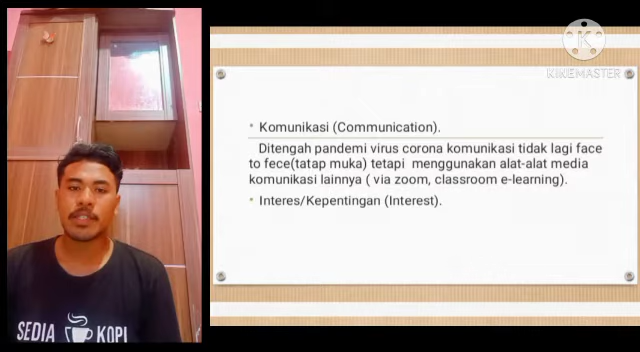 KINEMASTER
• Komunikasi (Communication).
Ditengah pandemi virus corona komunikasi tidak lagi face
to fece(tatap muka) tetapi menggunakan alat-alat media
komunikasi lainnya ( via zoom, classroom e-learning).
• Interes/Kepentingan (Interest).
SEDIA KOPI